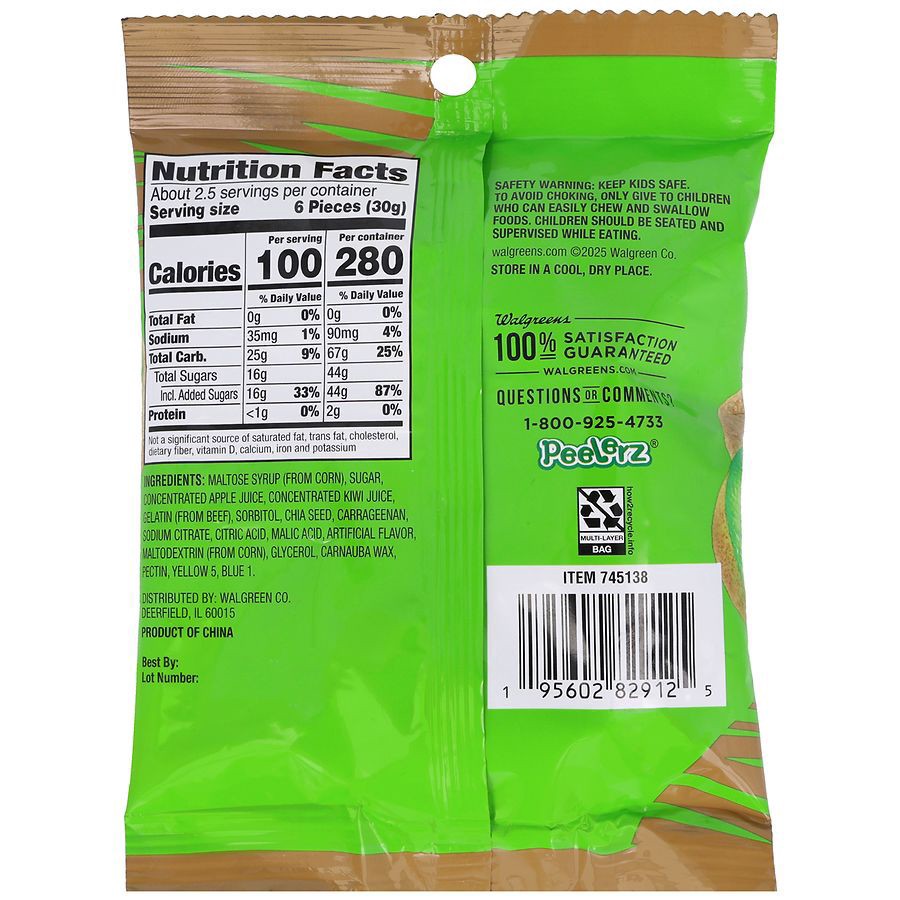 Nutrition Facts
About 2.5 servings per container
Serving size 6 Pieces (30g)
Per serving Per container
Calories 100 280
% Daily Value % Daily Value
Total Fat 0g 0% 0g 0%
Sodium 35mg 1% 90mg 4%
Total Carb. 25g 9% 67g 25%
Total Sugars 16g 44g
Incl. Added Sugars 16g 33% 44g 87%
Protein <1g 0% 2g 0%
Not a significant source of saturated fat, trans fat, cholesterol,
dietary fiber, vitamin D, calcium, iron and potassium
INGREDIENTS: MALTOSE SYRUP (FROM CORN), SUGAR,
CONCENTRATED APPLE JUICE, CONCENTRATED KIWI JUICE,
GELATIN (FROM BEEF), SORBITOL, CHIA SEED, CARRAGEENAN,
SODIUM CITRATE, CITRIC ACID, MALIC ACID, ARTIFICIAL FLAVOR,
MALTODEXTRIN (FROM CORN), GLYCEROL, CARNAUBA WAX,
PECTIN, YELLOW 5, BLUE 1.
DISTRIBUTED BY: WALGREEN CO.
DEERFIELD, IL 60015
PRODUCT OF CHINA
Best By:
Lot Number:
SAFETY WARNING: KEEP KIDS SAFE.
TO AVOID CHOKING, ONLY GIVE TO CHILDREN
WHO CAN EASILY CHEW AND SWALLOW
FOODS. CHILDREN SHOULD BE SEATED AND
SUPERVISED WHILE EATING.
walgreens.com ©2025 Walgreen Co.
STORE IN A COOL, DRY PLACE.
Walgreens
100% SATISFACTION
GUARANTEED
WALGREENS.COM
QUESTIONS OR COMMENTS?
1-800-925-4733
Peelerz®
how2recycle.info
MULTI-LAYER
BAG
ITEM 745138
1 95602 82912 5